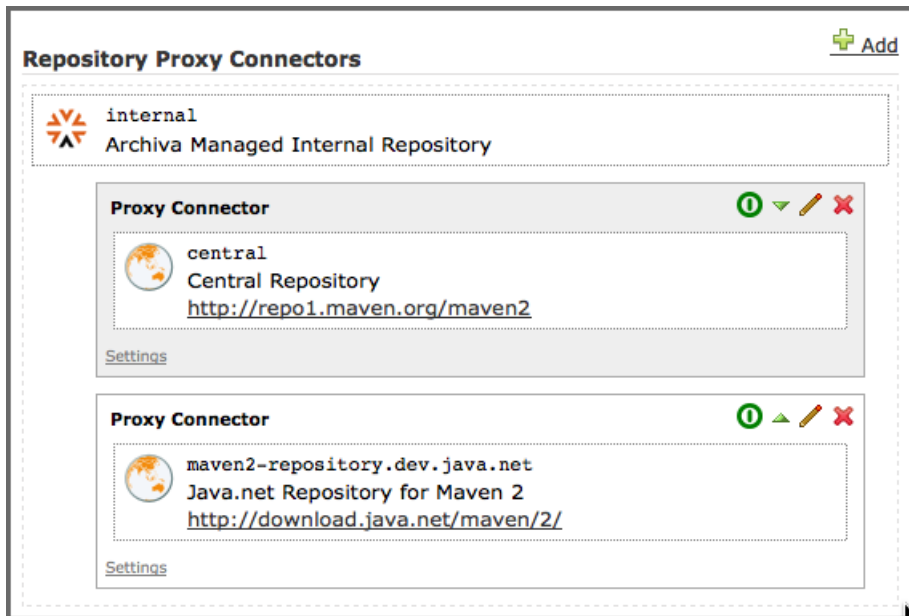 Add
Repository Proxy Connectors
internal
Archiva Managed Internal Repository
Proxy Connector
central
Central Repository
http://repo1.maven.org/maven2
Settings
Proxy Connector
maven2-repository.dev.java.net
Java.net Repository for Maven 2
http://download.java.net/maven/2/
Settings